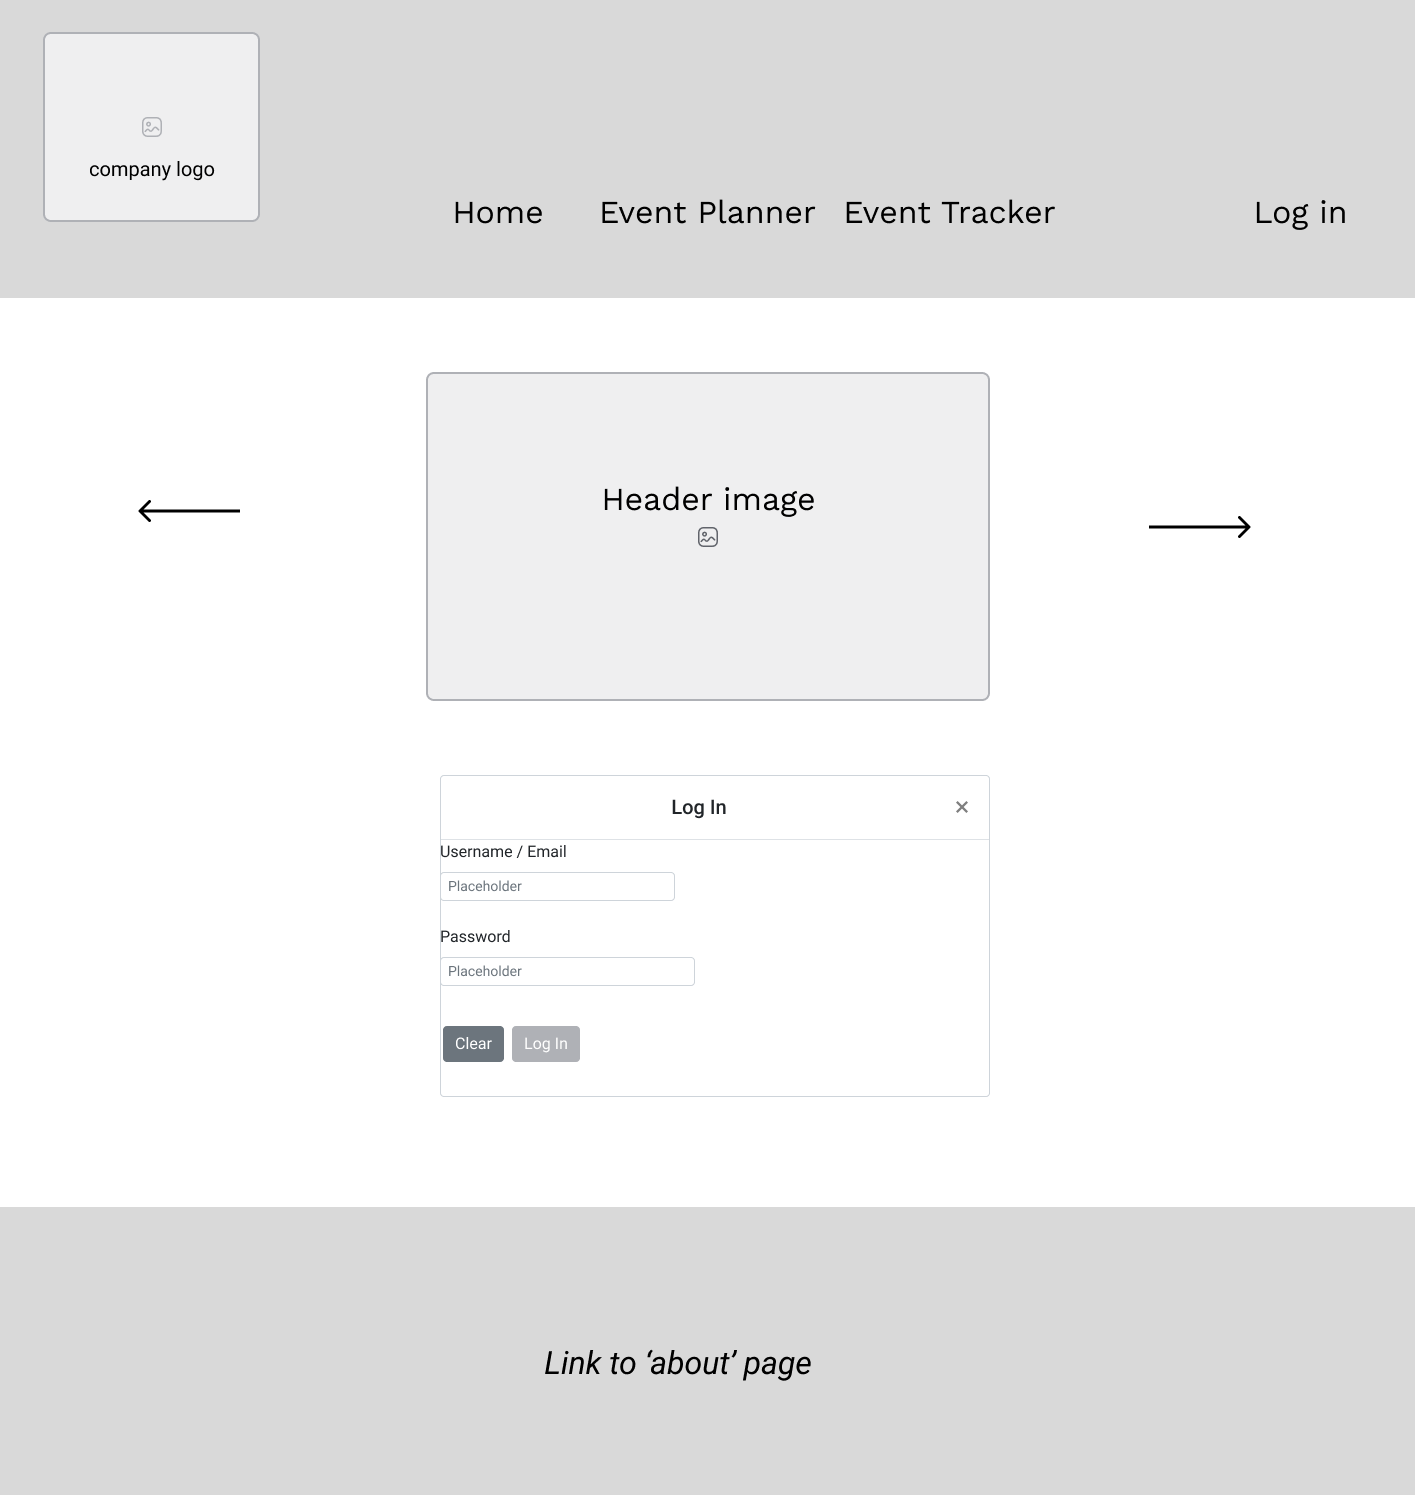 company logo
Home Event Planner Event Tracker Log in
Header image
Log In
Username / Email
Placeholder
Password
Placeholder
Clear Log In
Link to ‘about’ page